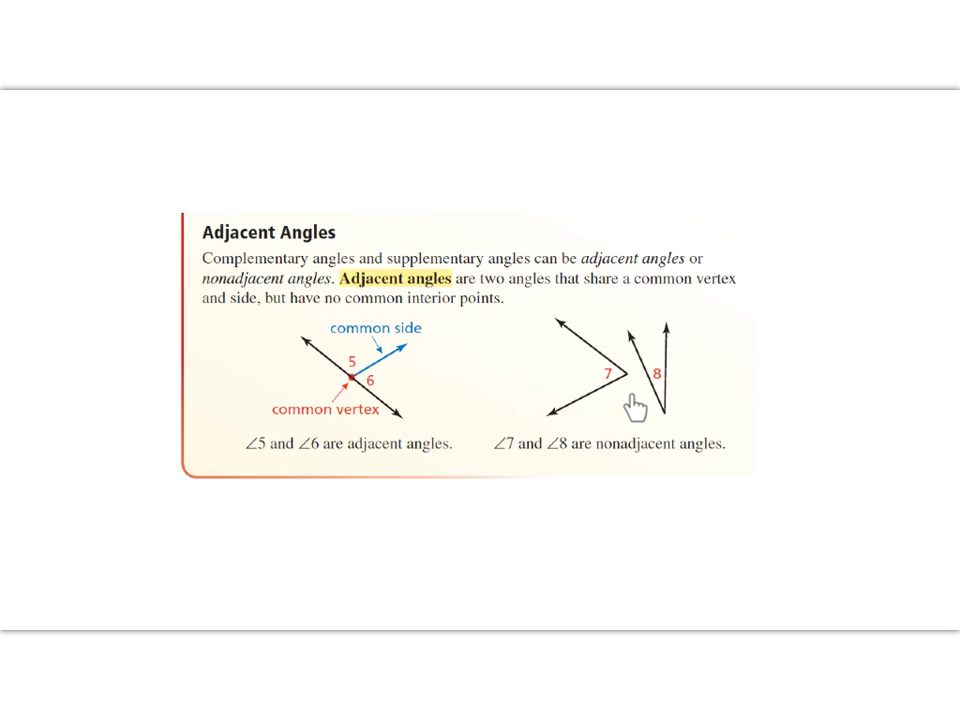 Adjacent Angles
Complementary angles and supplementary angles can be adjacent angles or
nonadjacent angles. Adjacent angles are two angles that share a common vertex
and side, but have no common interior points.
common side
5
6
common vertex
7
8
∠5 and ∠6 are adjacent angles.
∠7 and ∠8 are nonadjacent angles.